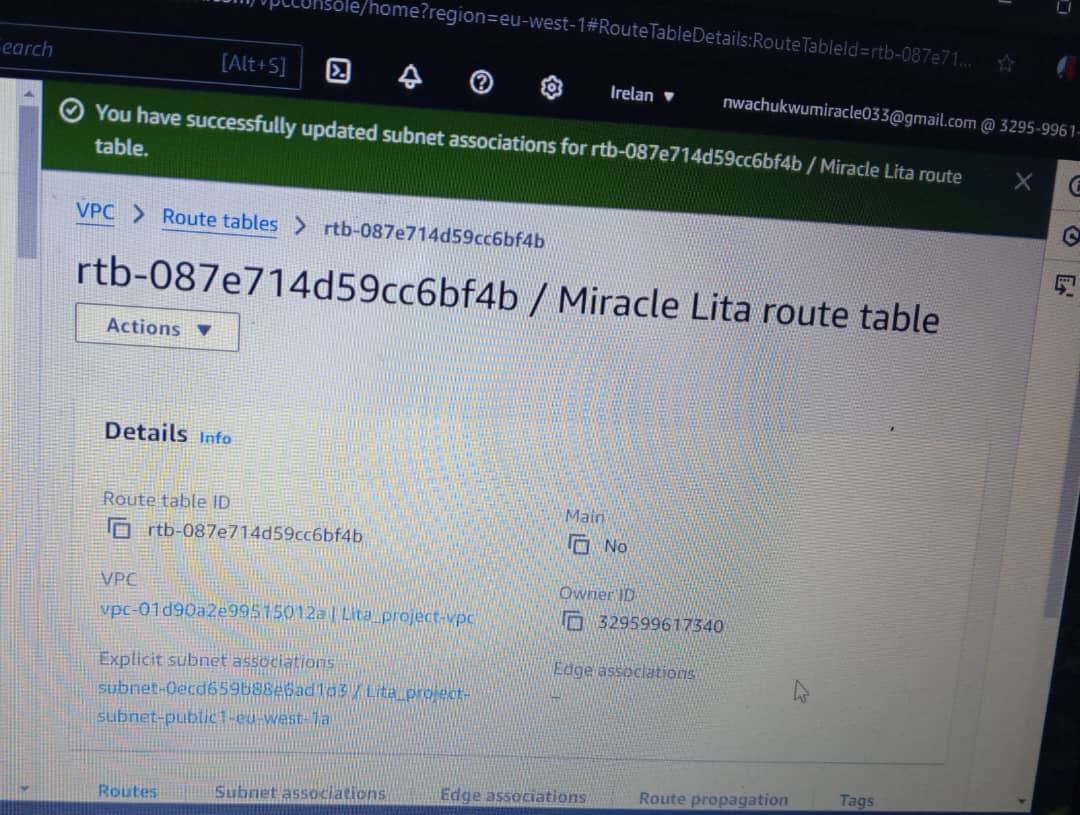 /vpcconsole/home?region=eu-west-1#RouteTableDetails:RouteTableId=rtb-087e71...
earch
[Alt+S]
Irelan ▼
nwachukwumiracle033@gmail.com @ 3295-9961-
You have successfully updated subnet associations for rtb-087e714d59cc6bf4b / Miracle Lita route
table.
VPC > Route tables > rtb-087e714d59cc6bf4b
rtb-087e714d59cc6bf4b / Miracle Lita route table
Actions ▼
Details Info
Route table ID
rtb-087e714d59cc6bf4b
Main
No
VPC
vpc-01d90a2e99515012a | Lita_project-vpc
Owner ID
329599617340
Explicit subnet associations
subnet-0ecd659b88e6ad1d3 / Lita_project-
subnet-public1-eu-west-1a
Edge associations
–
Routes
Subnet associations
Edge associations
Route propagation
Tags